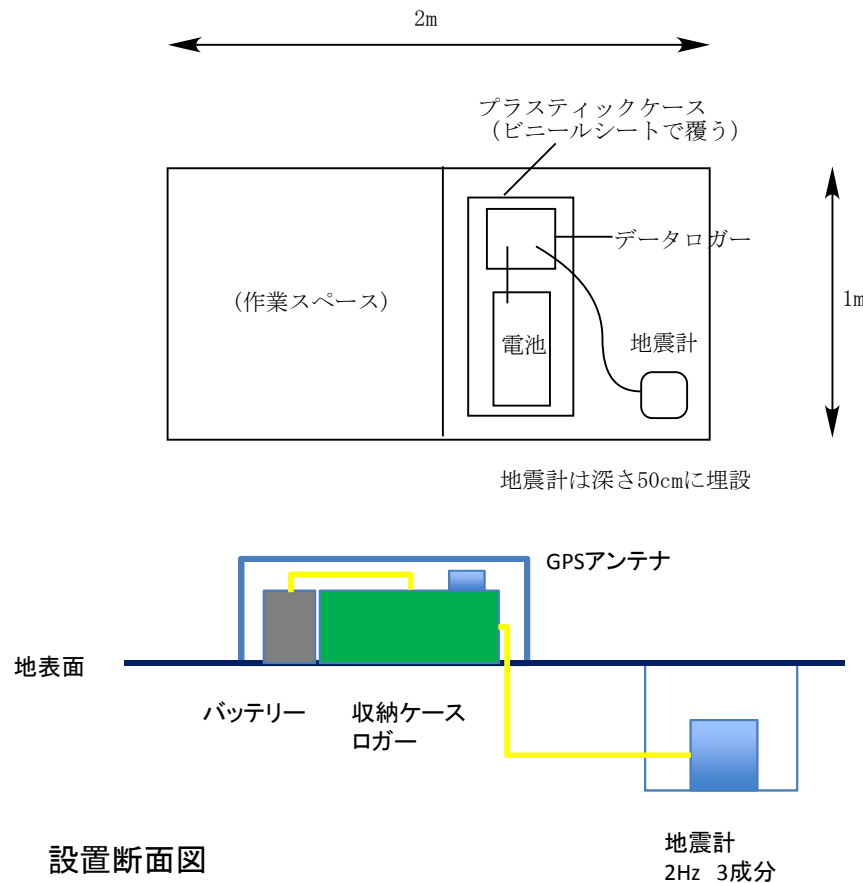 2m
プラスティックケース
（ビニールシートで覆う）
データロガー
（作業スペース）
1m
電池
地震計
地震計は深さ50cmに埋設
GPSアンテナ
地表面
バッテリー
収納ケース
ロガー
設置断面図
地震計
2Hz 3成分